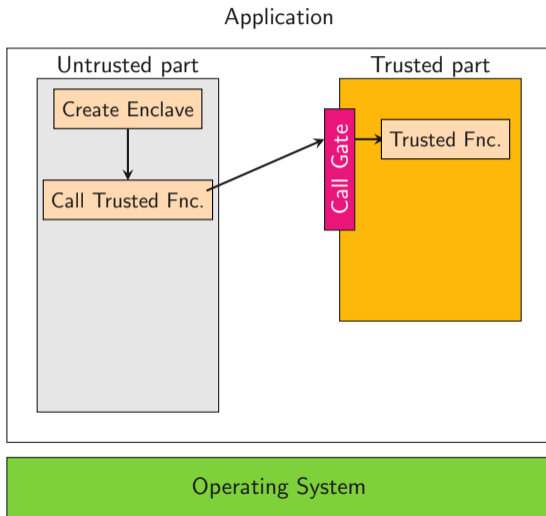 Application
Untrusted part
Trusted part
Create Enclave
Call Trusted Fnc.
Call Gate
Trusted Fnc.
Operating System